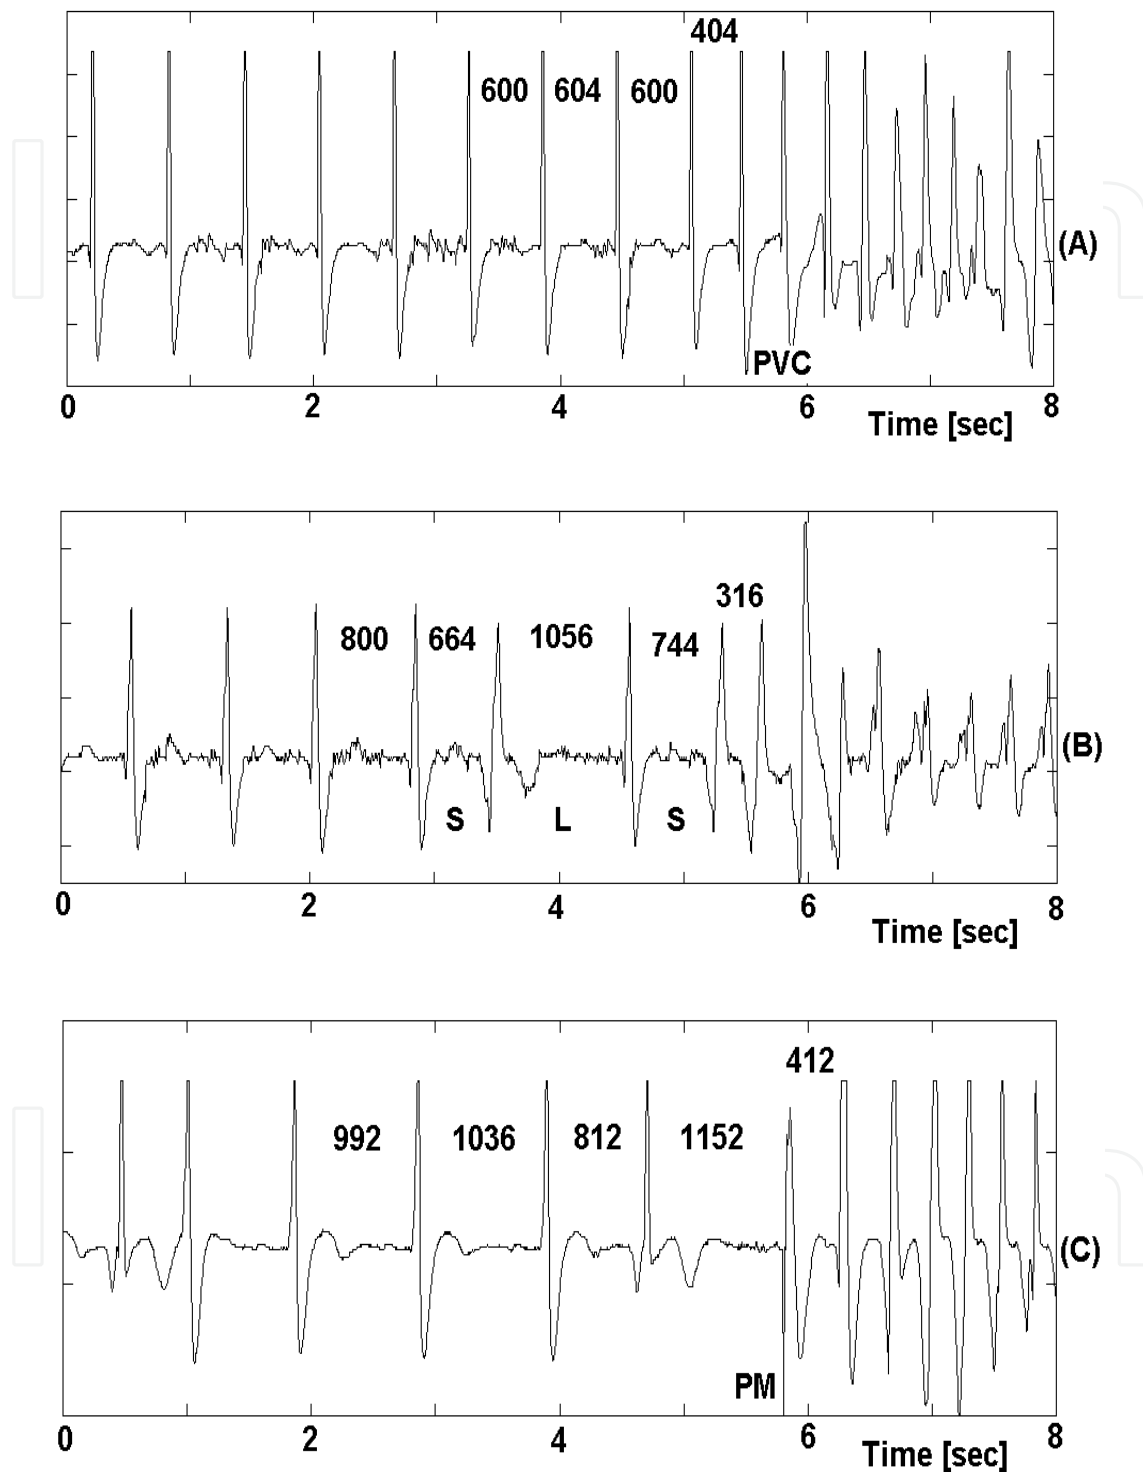 404
600 604 600
(A)
PVC
0 2 4 6 8
Time [sec]
316
800 664 1056 744
(B)
S L S
0 2 4 6 8
Time [sec]
412
992 1036 812 1152
(C)
PM
0 2 4 6 8
Time [sec]